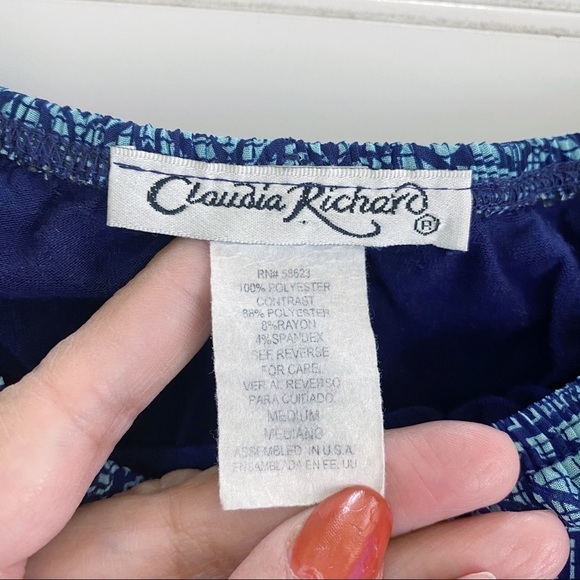 Claudia Richard ®
RN# 58623
100% POLYESTER
CONTRAST
88% POLYESTER
8% RAYON
4% SPANDEX
SEE REVERSE
FOR CARE.
VER AL REVERSO
PARA CUIDADO.
MEDIUM
MEDIANO
ASSEMBLED IN U.S.A.
ENSAMBLADA EN EE. UU